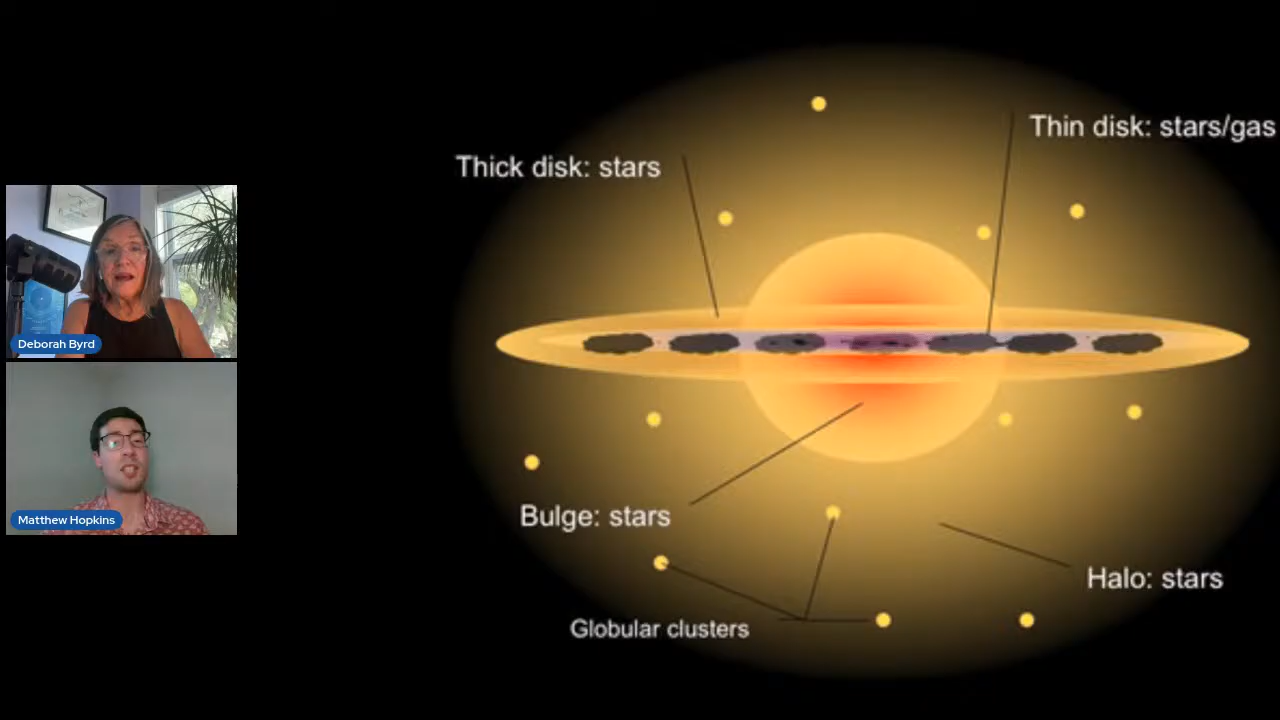 Thin disk: stars/gas
Thick disk: stars
Deborah Byrd
Bulge: stars
Matthew Hopkins
Halo: stars
Globular clusters